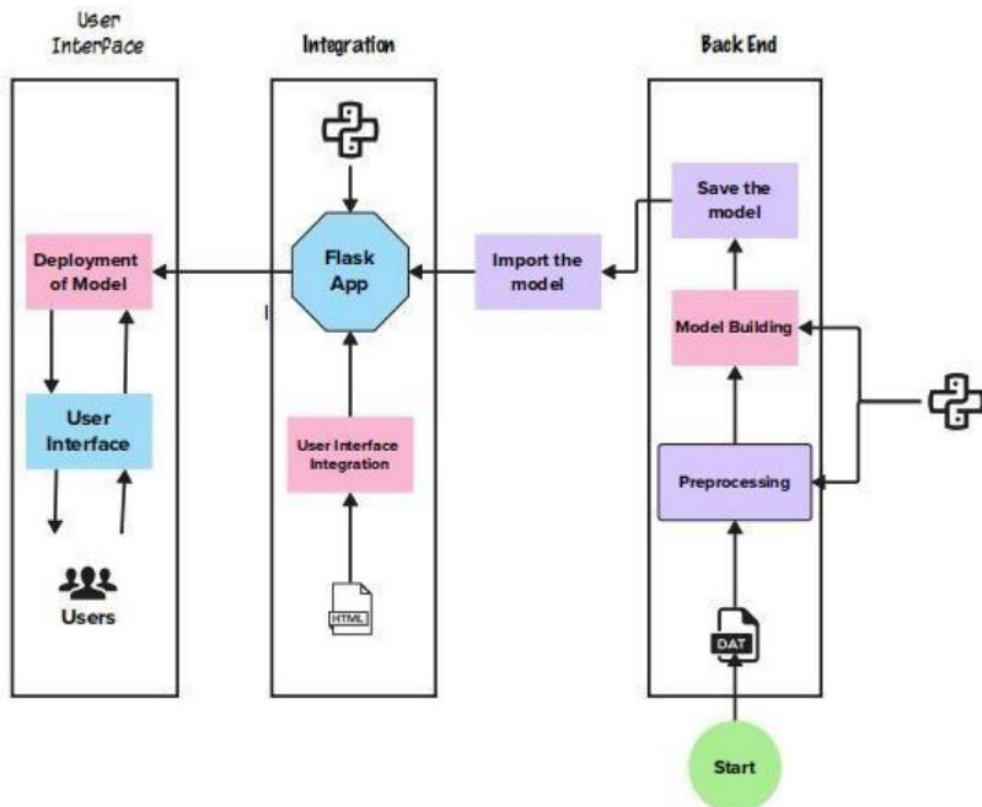 User
Interface
Integration
Back End
Save the
model
Deployment
of Model
Flask
App
Import the
model
Model Building
User
Interface
User Interface
Integration
Preprocessing
Users
HTML
DAT
Start